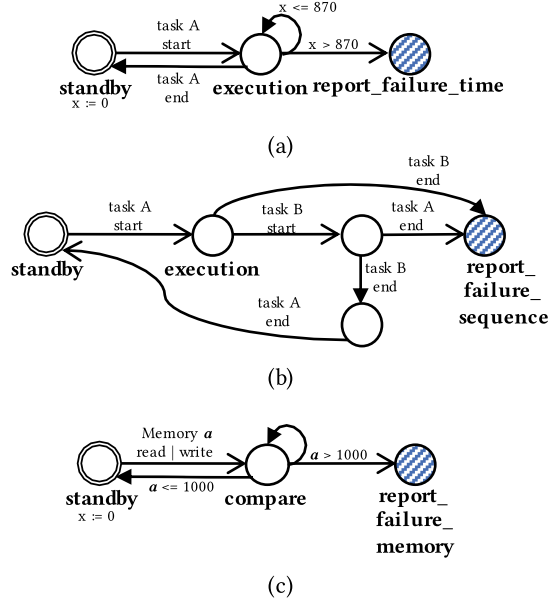 x <= 870
task A
start
x > 870
task A
end
standby
x := 0
execution
report_failure_time
(a)
task B
end
task A
start
task B
start
task A
end
standby
execution
task B
end
report_
failure_
sequence
task A
end
(b)
Memory a
read | write
a > 1000
a <= 1000
standby
x := 0
compare
report_
failure_
memory
(c)